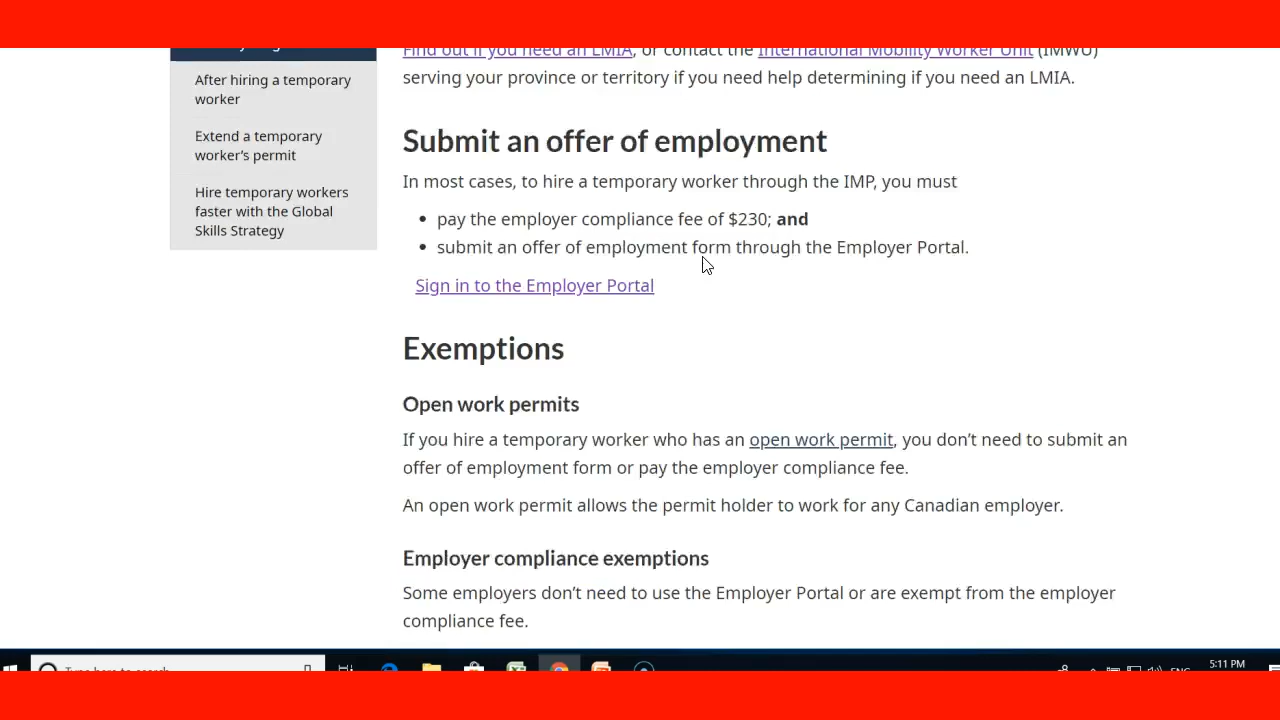 After hiring a temporary
worker
Extend a temporary
worker's permit
Hire temporary workers
faster with the Global
Skills Strategy
Find out if you need an LMIA, or contact the International Mobility Worker Unit (IMWU)
serving your province or territory if you need help determining if you need an LMIA.
Submit an offer of employment
In most cases, to hire a temporary worker through the IMP, you must
• pay the employer compliance fee of $230; and
• submit an offer of employment form through the Employer Portal.
Sign in to the Employer Portal
Exemptions
Open work permits
If you hire a temporary worker who has an open work permit, you don't need to submit an
offer of employment form or pay the employer compliance fee.
An open work permit allows the permit holder to work for any Canadian employer.
Employer compliance exemptions
Some employers don't need to use the Employer Portal or are exempt from the employer
compliance fee.
Type here to search
ENG
5:11 PM